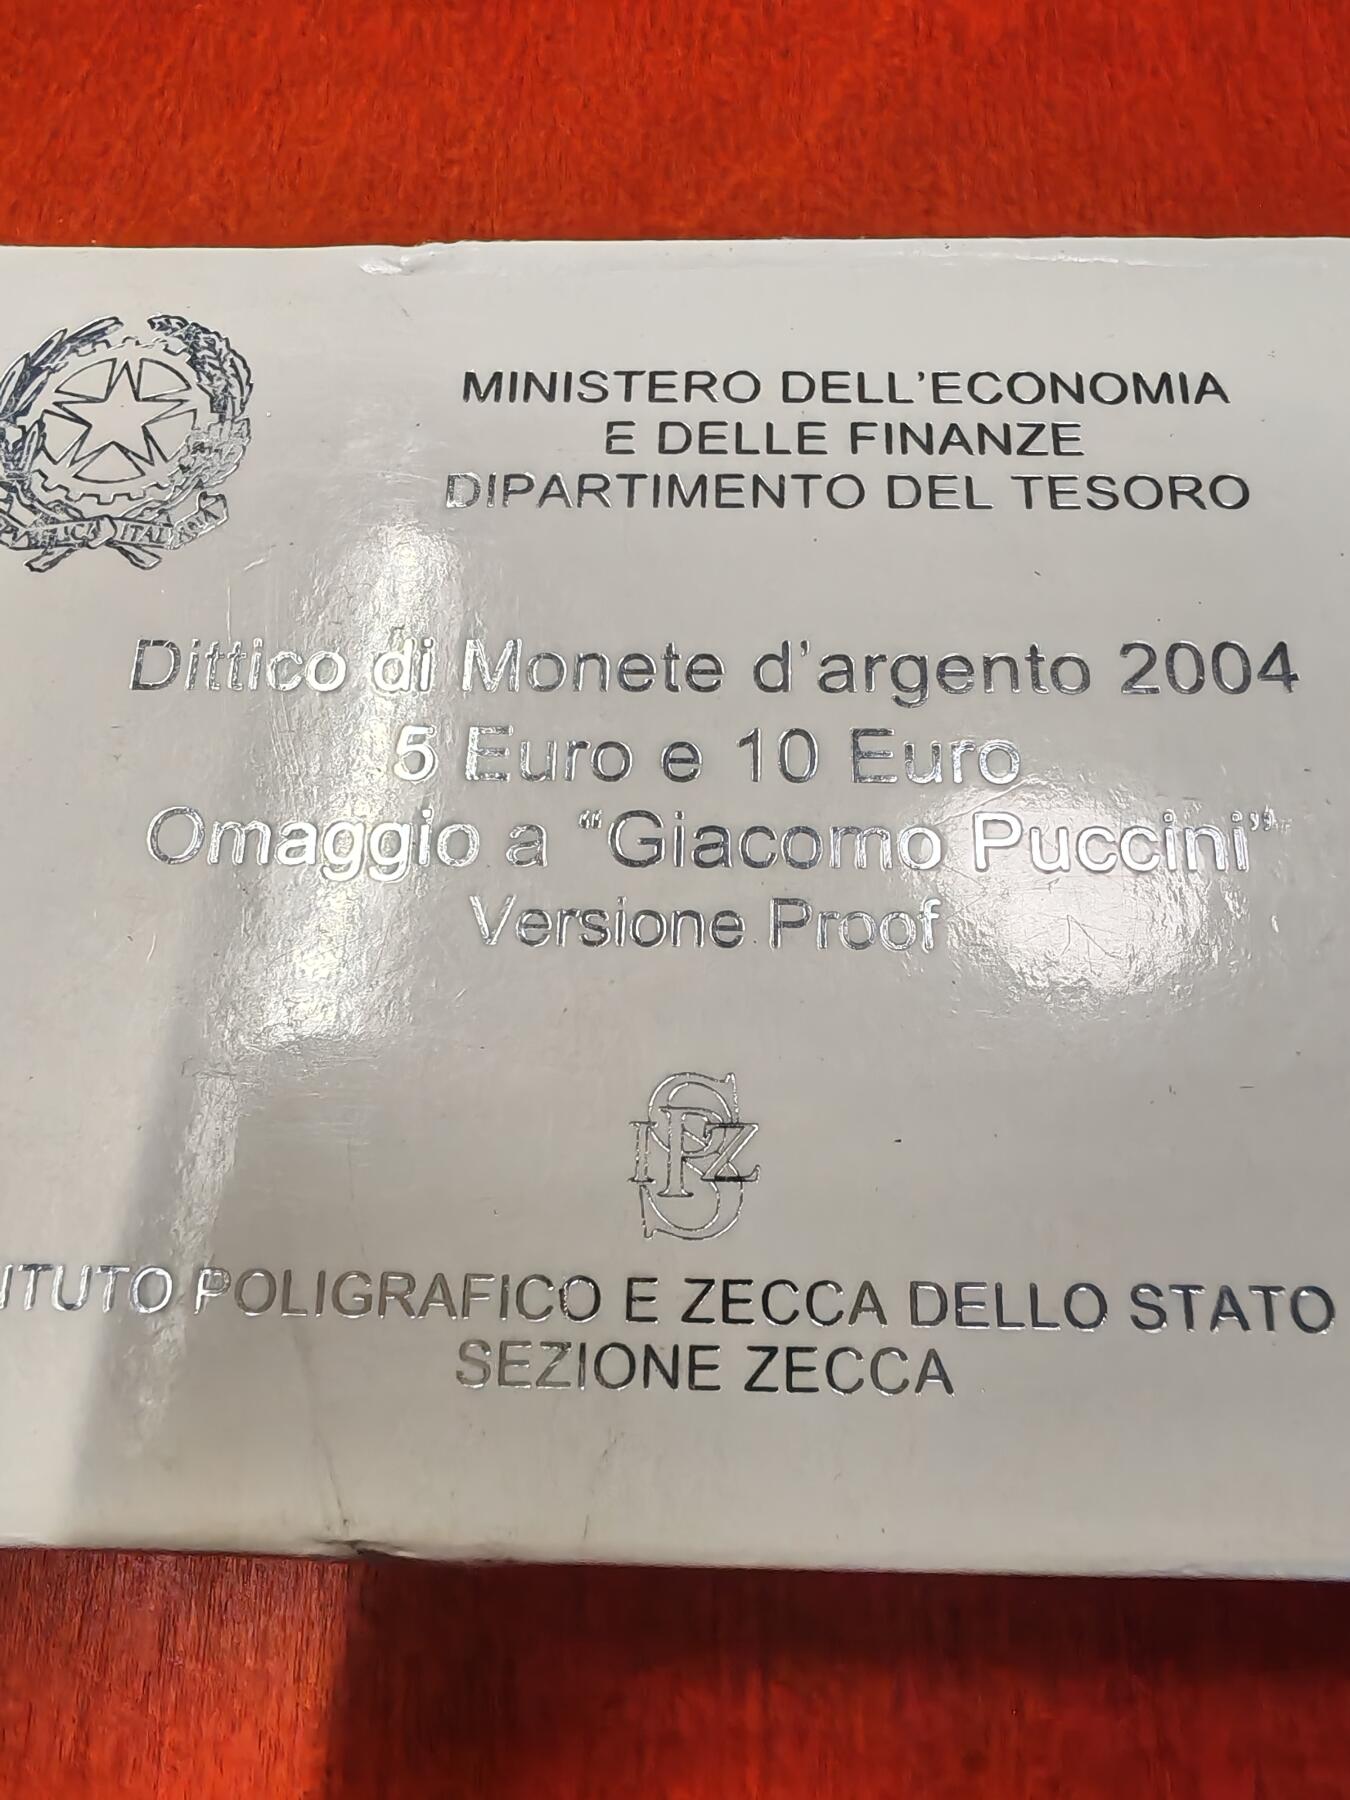 MINISTERO DELL'ECONOMIA
E DELLE FINANZE
DIPARTIMENTO DEL TESORO
Dittico di Monete d'argento 2004
5 Euro e 10 Euro
Omaggio a “Giacomo Puccini”
Versione Proof
IPZS
ITUTO POLIGRAFICO E ZECCA DELLO STATO
SEZIONE ZECCA